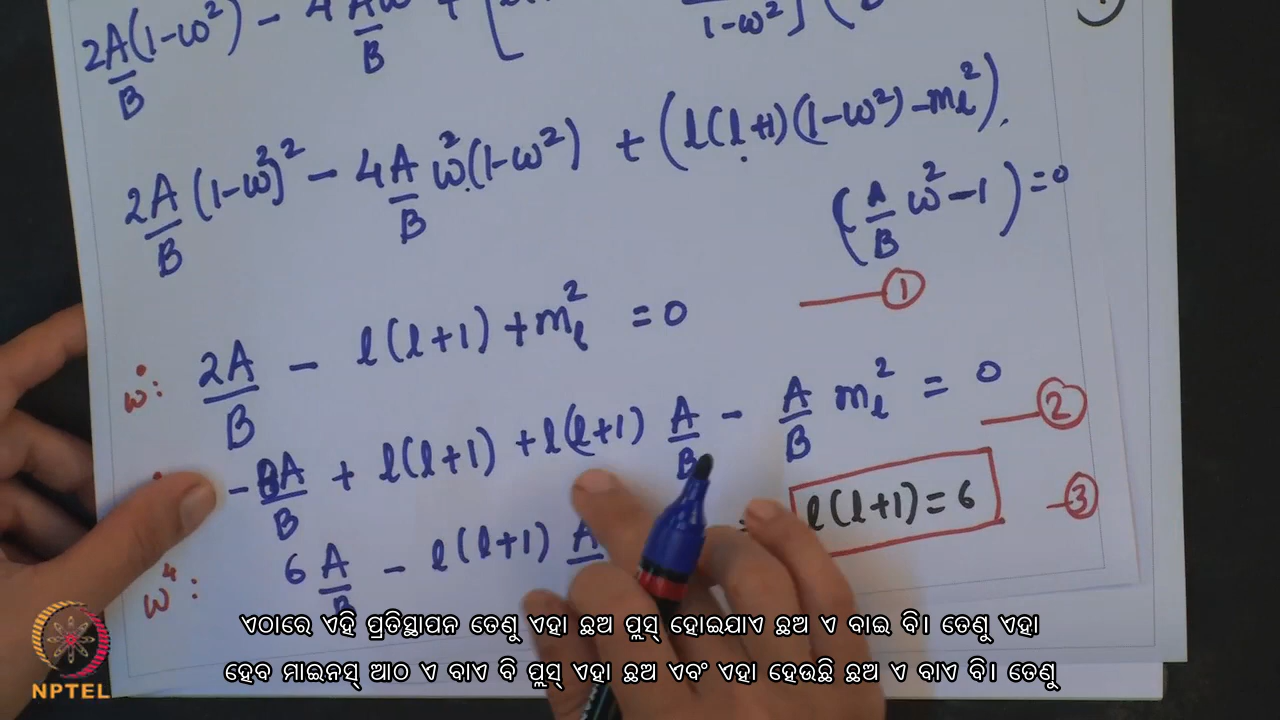 2A/B (1-ω²) - 4 A/B ω + [
1-ω² ] (
2A/B (1-ω²)² - 4A/B ω²(1-ω²) + (l(l+1)(1-ω²) - m_l²).
(A/B ω² - 1) = 0
①
ω⁰: 2A/B - l(l+1) + m_l² = 0
-8A/B + l(l+1) + l(l+1) A/B - A/B m_l² = 0 ②
ω⁴: 6 A/B - l(l+1) A = l(l+1) = 6 ③
ଏଠାରେ ଏହି ପ୍ରତିସ୍ଥାପନ ତେଣୁ ଏହା ଛଅ ପ୍ଲସ୍ ହୋଇଯାଏ ଛଅ ଏ ବାଇ ବି। ତେଣୁ ଏହା
ହେବ ମାଇନସ୍ ଆଠ ଏ ବାଏ ବି ପ୍ଲସ୍ ଏହା ଛଅ ଏବଂ ଏହା ହେଉଛି ଛଅ ଏ ବାଏ ବି। ତେଣୁ
NPTEL